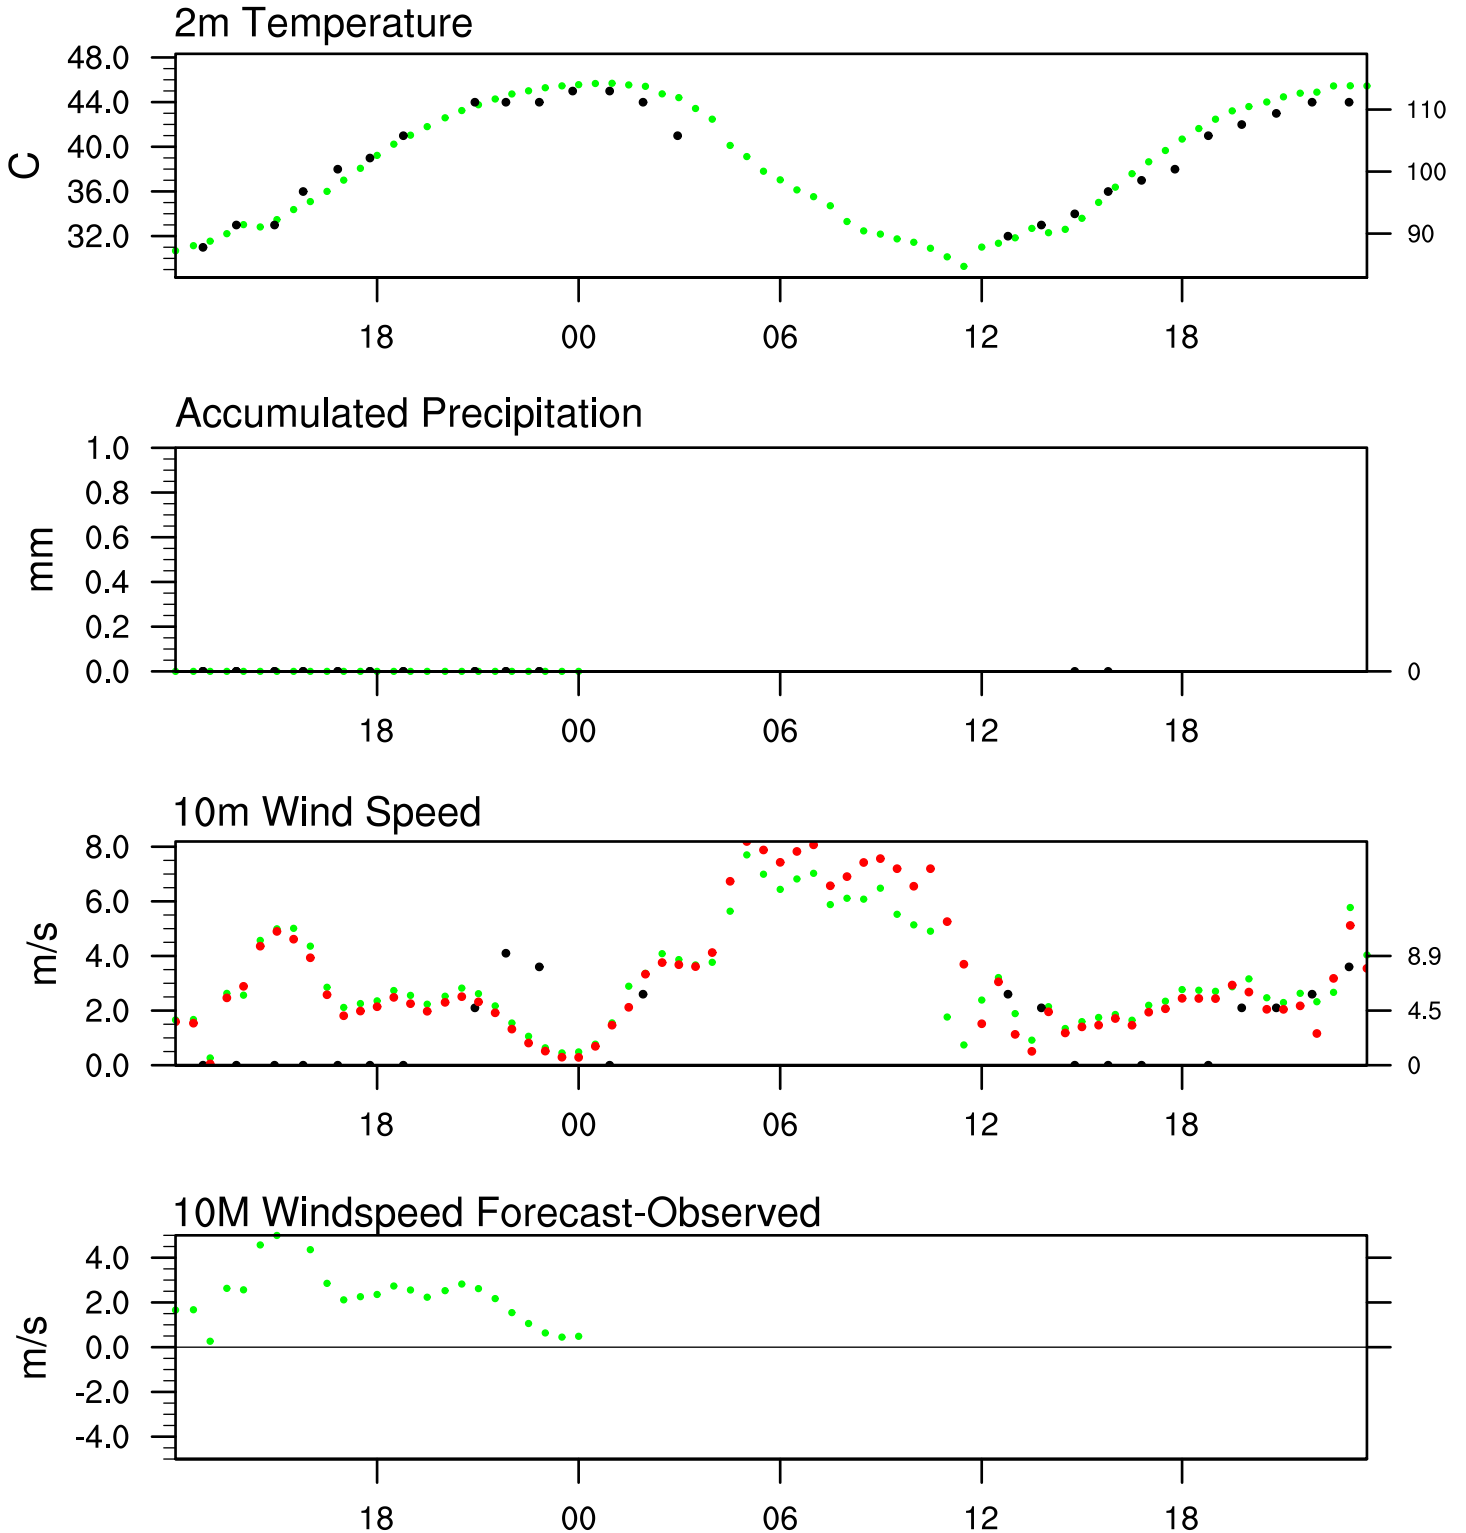 2m Temperature
48.0
44.0
40.0
36.0
32.0
C
110
100
90
18 00 06 12 18
Accumulated Precipitation
1.0
0.8
0.6
0.4
0.2
0.0
mm
0
18 00 06 12 18
10m Wind Speed
8.0
6.0
4.0
2.0
0.0
m/s
8.9
4.5
0
18 00 06 12 18
10M Windspeed Forecast-Observed
4.0
2.0
0.0
-2.0
-4.0
m/s
18 00 06 12 18